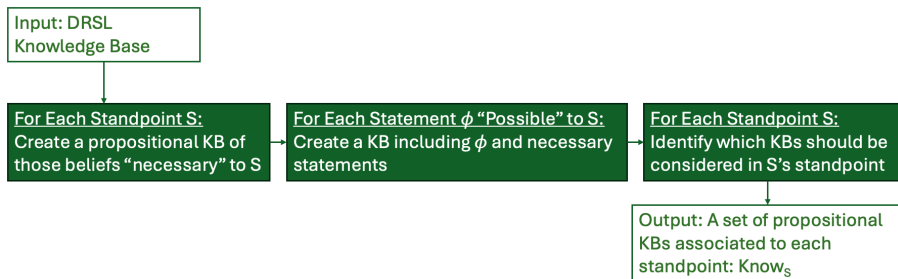 Input: DRSL
Knowledge Base
For Each Standpoint S:
Create a propositional KB of
those beliefs “necessary” to S
For Each Statement ϕ “Possible” to S:
Create a KB including ϕ and necessary
statements
For Each Standpoint S:
Identify which KBs should be
considered in S’s standpoint
Output: A set of propositional
KBs associated to each
standpoint: Knowₛ